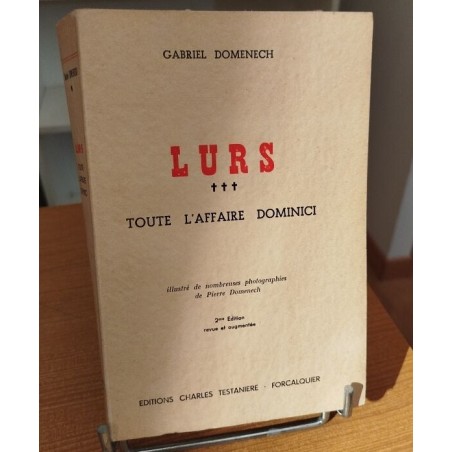 GABRIEL DOMENECH
LURS
†††
TOUTE L'AFFAIRE DOMINICI
illustré de nombreuses photographies
de Pierre Domenech
2me Edition
revue et augmentée
EDITIONS CHARLES TESTANIERE - FORCALQUIER
LURS